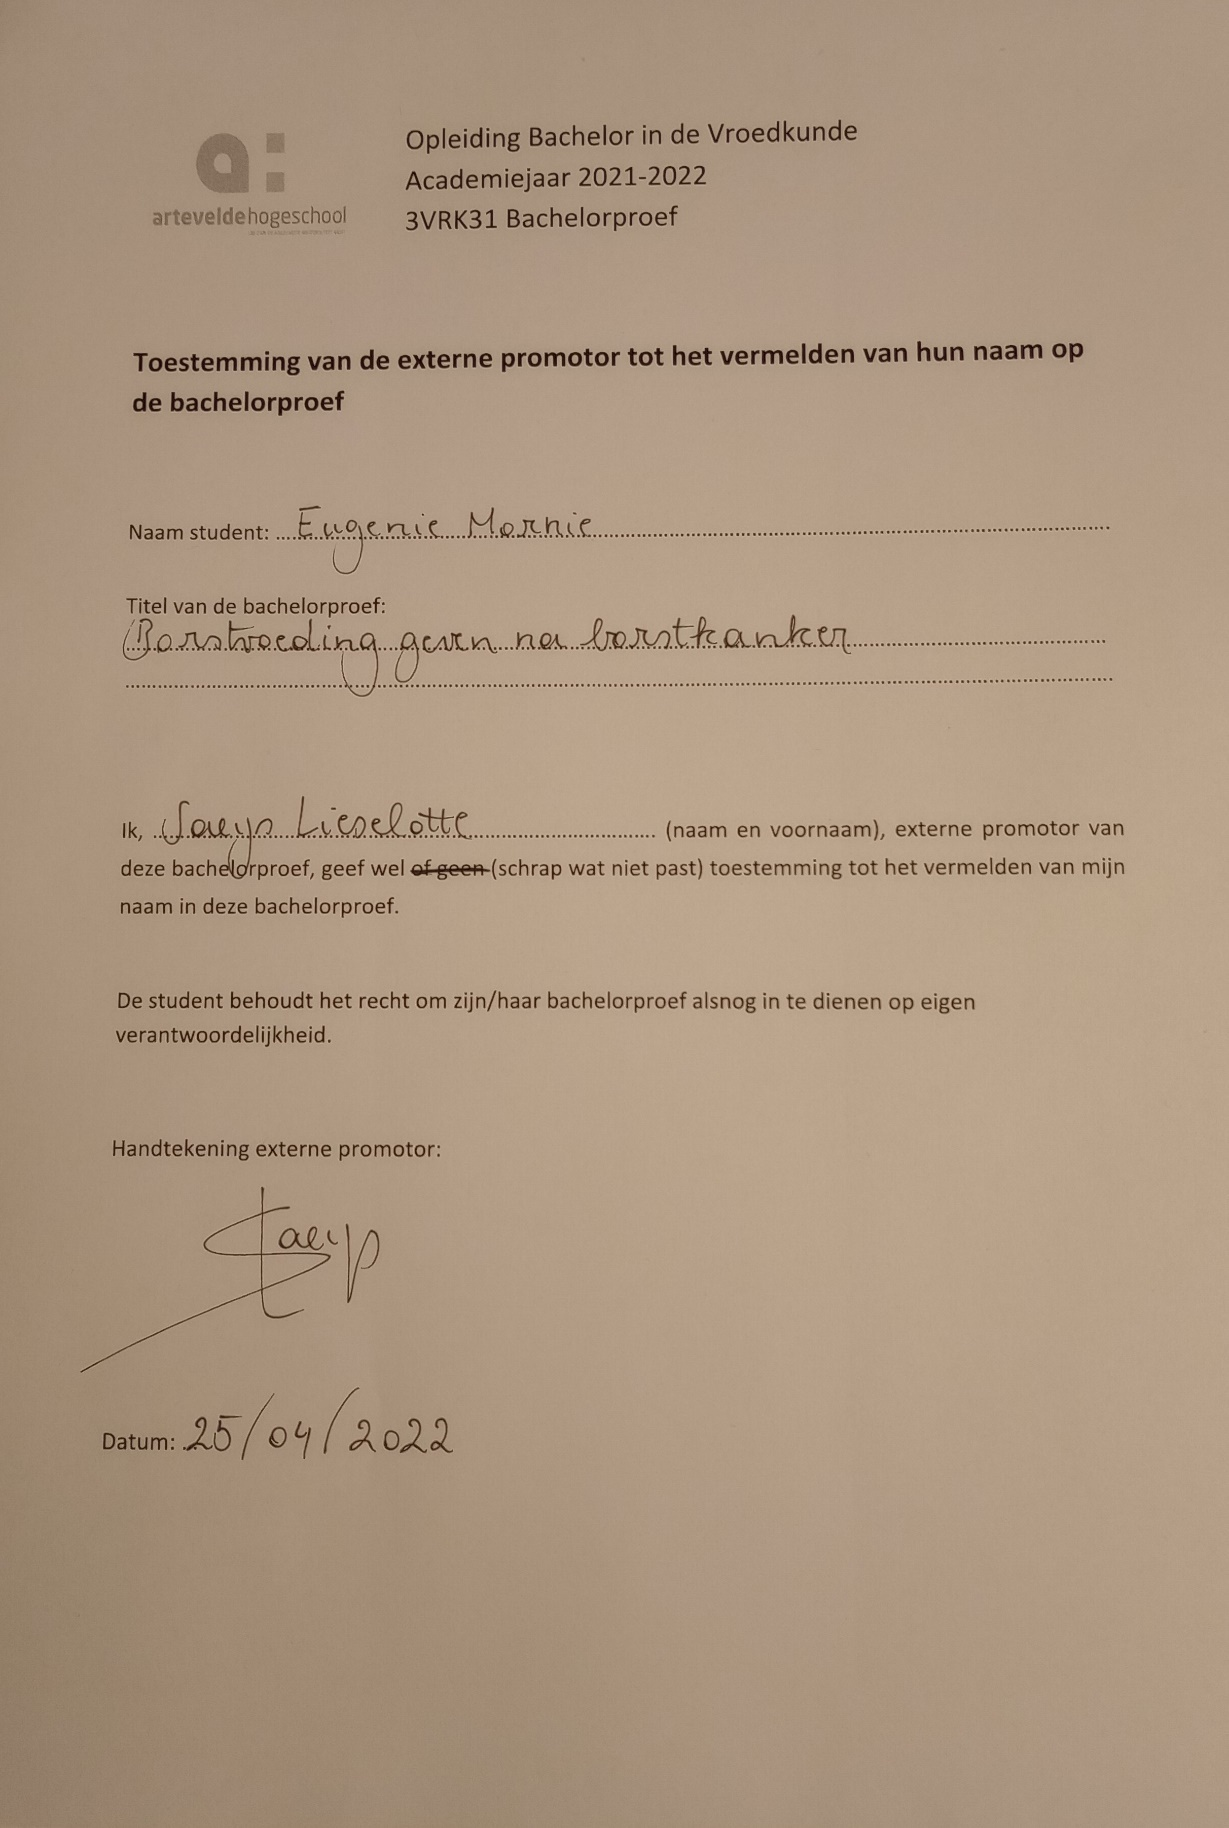 Opleiding Bachelor in de Vroedkunde
Academiejaar 2021-2022
3VRK31 Bachelorproef
a:
arteveldehogeschool
Toestemming van de externe promotor tot het vermelden van hun naam op
de bachelorproef
Naam student: Eugenie Mornie
Titel van de bachelorproef:
Borstvoeding geven na borstkanker
Ik, Saeys Lieselotte (naam en voornaam), externe promotor van
deze bachelorproef, geef wel of geen (schrap wat niet past) toestemming tot het vermelden van mijn
naam in deze bachelorproef.
De student behoudt het recht om zijn/haar bachelorproef alsnog in te dienen op eigen
verantwoordelijkheid.
Handtekening externe promotor:
Saeys
Datum: 25/04/2022